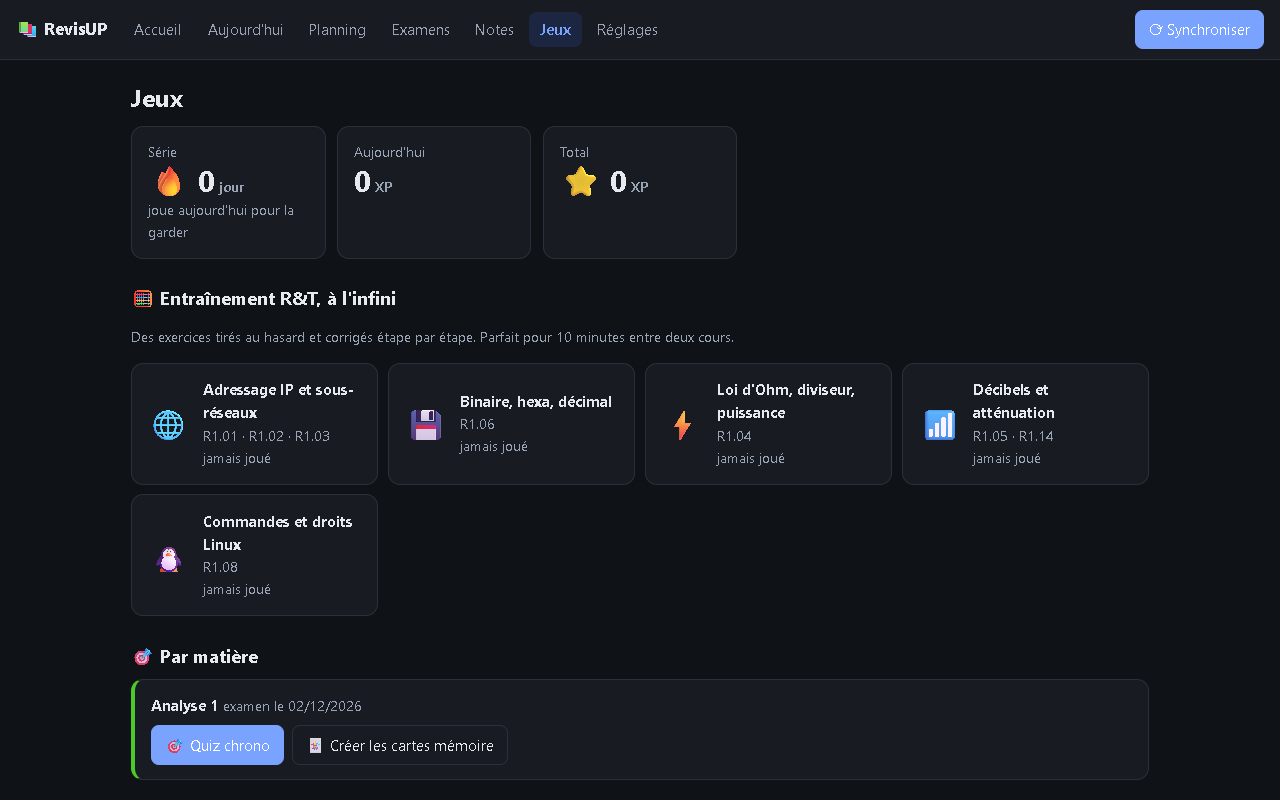 RevisUP Accueil Aujourd'hui Planning Examens Notes Jeux Réglages Synchroniser
Jeux
Série
0 jour
joue aujourd'hui pour la
garder
Aujourd'hui
0 XP
Total
0 XP
Entraînement R&T, à l'infini
Des exercices tirés au hasard et corrigés étape par étape. Parfait pour 10 minutes entre deux cours.
Adressage IP et sous-
réseaux
R1.01 · R1.02 · R1.03
jamais joué
Binaire, hexa, décimal
R1.06
jamais joué
Loi d'Ohm, diviseur,
puissance
R1.04
jamais joué
Décibels et
atténuation
R1.05 · R1.14
jamais joué
Commandes et droits
Linux
R1.08
jamais joué
Par matière
Analyse 1 examen le 02/12/2026
Quiz chrono
Créer les cartes mémoire